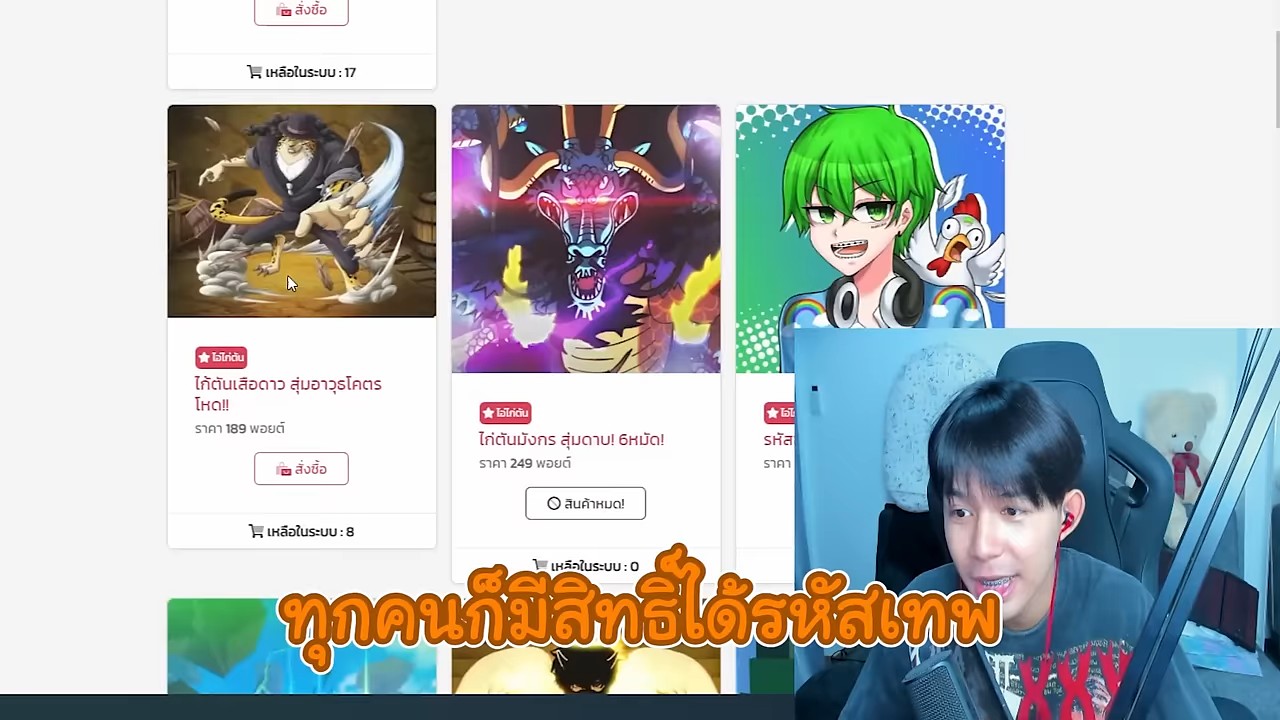 สั่งซื้อ
เหลือในระบบ : 17
ไอ่ไก่ตัน
ไก้ตันเสือดาว สุ่มอาวุธโคตร
โหด!!
ราคา 189 พอยต์
สั่งซื้อ
เหลือในระบบ : 8
ไอ่ไก่ตัน
ไก่ตันมังกร สุ่มดาบ! 6หมัด!
ราคา 249 พอยต์
สินค้าหมด!
เหลือในระบบ : 0
รหัส
ราคา
ทุกคนก็มีสิทธิ์ได้รหัสเทพ